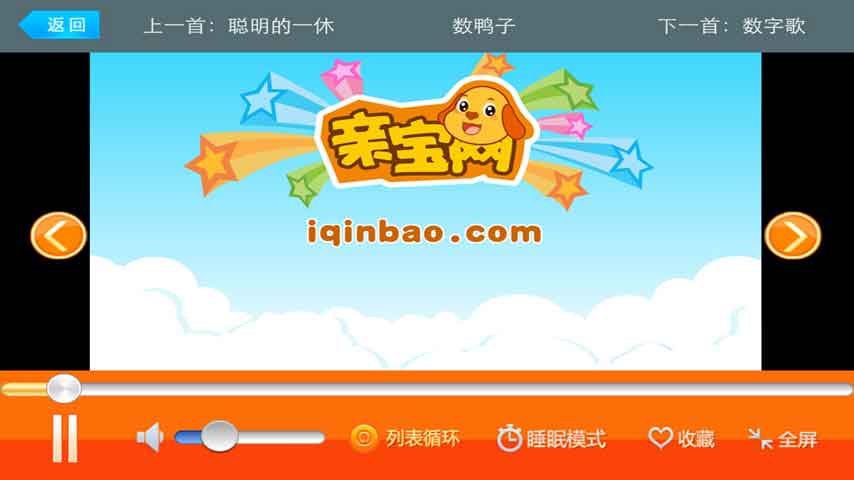 返回 上一首：聪明的一休 数鸭子 下一首：数字歌
亲宝网
iqinbao.com
列表循环 睡眠模式 收藏 全屏